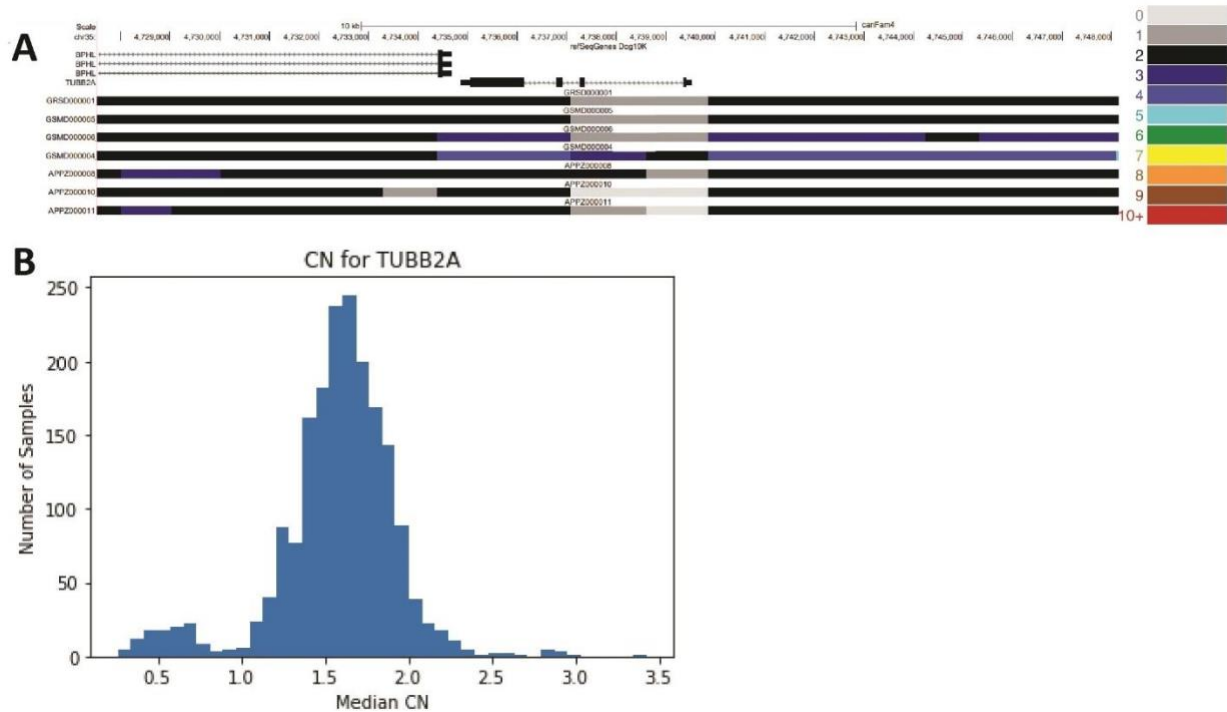 A
Scale
10 kb
canFam4
chr35:
4,729,000
4,730,000
4,731,000
4,732,000
4,733,000
4,734,000
4,735,000
4,736,000
4,737,000
4,738,000
4,739,000
4,740,000
4,741,000
4,742,000
4,743,000
4,744,000
4,745,000
4,746,000
4,747,000
4,748,000
refSeqGenes Dog10K
BPHL
BPHL
BPHL
TUBB2A
GRSD000001
GRSD000001
GSMD000005
GSMD000005
GSMD000006
GSMD000006
GSMD000004
GSMD000004
APPZ000008
APPZ000008
APPZ000010
APPZ000010
APPZ000011
APPZ000011
0
1
2
3
4
5
6
7
8
9
10+
B
CN for TUBB2A
Number of Samples
250
200
150
100
50
0
0.5
1.0
1.5
2.0
2.5
3.0
3.5
Median CN